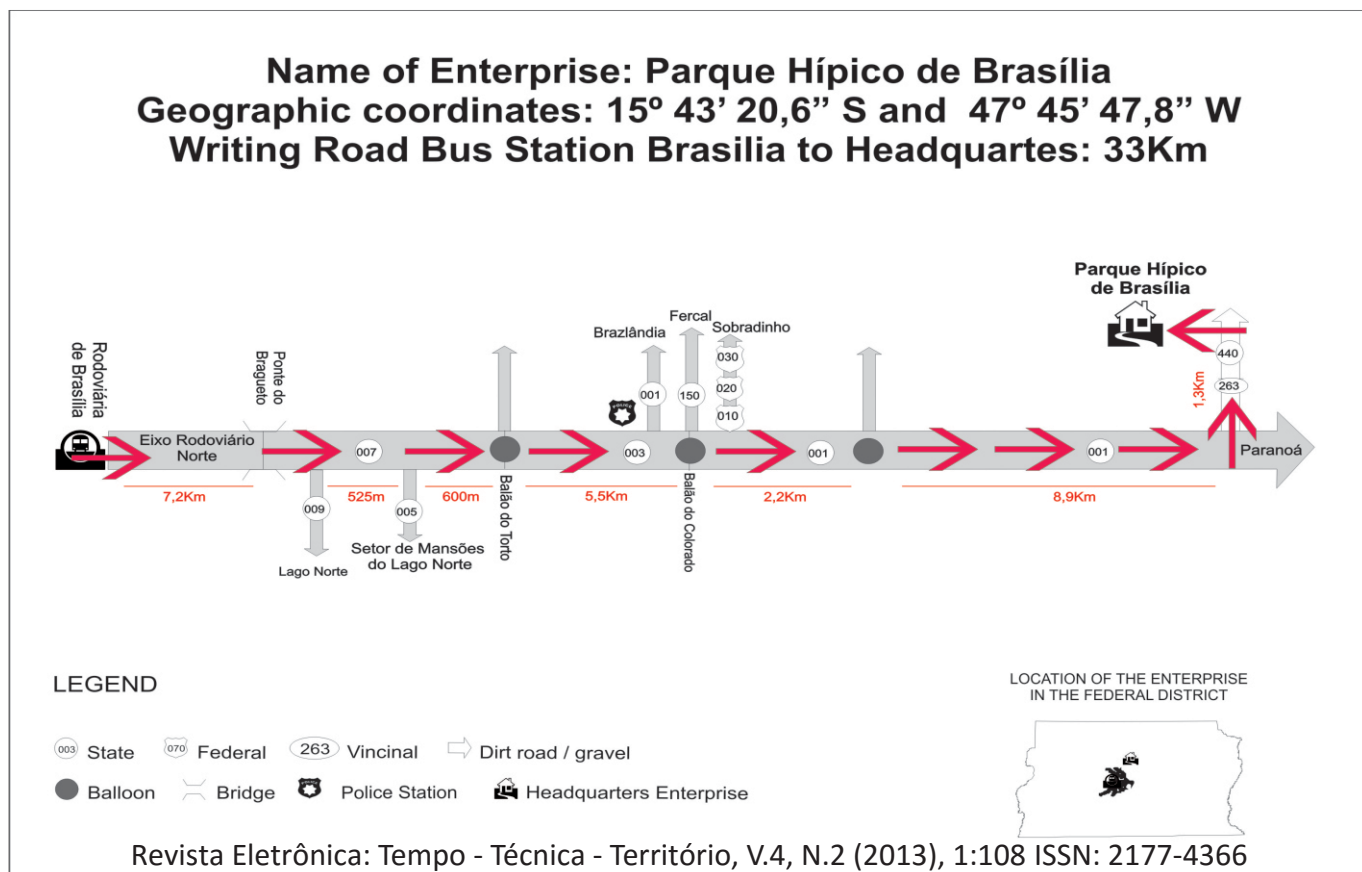 Name of Enterprise: Parque Hípico de Brasília
Geographic coordinates: 15º 43’ 20,6” S and 47º 45’ 47,8” W
Writing Road Bus Station Brasilia to Headquartes: 33Km
Parque Hípico
de Brasília
Rodoviária
de Brasília
Ponte do
Bragueto
Brazlândia
Fercal
Sobradinho
030
020
010
001
150
440
263
1,3Km
Eixo Rodoviário
Norte
007
003
001
001
Paranoá
7,2Km
525m
600m
5,5Km
2,2Km
8,9Km
009
005
Balão do Torto
Balão do Colorado
Lago Norte
Setor de Mansões
do Lago Norte
LEGEND
003 State
070 Federal
263 Vincinal
Dirt road / gravel
Balloon
Bridge
Police Station
Headquarters Enterprise
LOCATION OF THE ENTERPRISE
IN THE FEDERAL DISTRICT
Revista Eletrônica: Tempo - Técnica - Território, V.4, N.2 (2013), 1:108 ISSN: 2177-4366